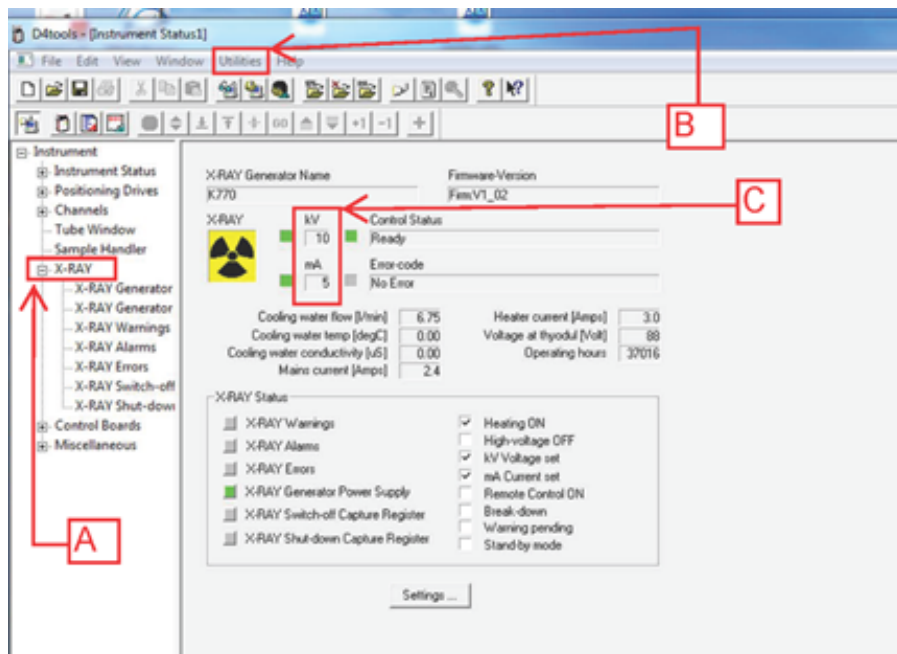 D4tools - [Instrument Status1]
File Edit View Window Utilities Help
GO +1 -1
B
Instrument
Instrument Status
Positioning Drives
Channels
Tube Window
Sample Handler
X-RAY
X-RAY Generator
X-RAY Generator
X-RAY Warnings
X-RAY Alarms
X-RAY Errors
X-RAY Switch-off
X-RAY Shut-down
Control Boards
Miscellaneous
A
X-RAY Generator Name Firmware-Version
K770 Firm:V1_02
C
X-RAY kV Control Status
10 Ready
mA Error-code
5 No Error
Cooling water flow [l/min] 6.75 Heater current [Amps] 3.0
Cooling water temp [degC] 0.00 Voltage at thyodul [Volt] 88
Cooling water conductivity [uS] 0.00 Operating hours 37016
Mains current [Amps] 2.4
X-RAY Status
X-RAY Warnings Heating ON
X-RAY Alarms High-voltage OFF
X-RAY Errors kV Voltage set
X-RAY Generator Power Supply mA Current set
X-RAY Switch-off Capture Register Remote Control ON
X-RAY Shut-down Capture Register Break-down
Warning pending
Stand-by mode
Settings ...